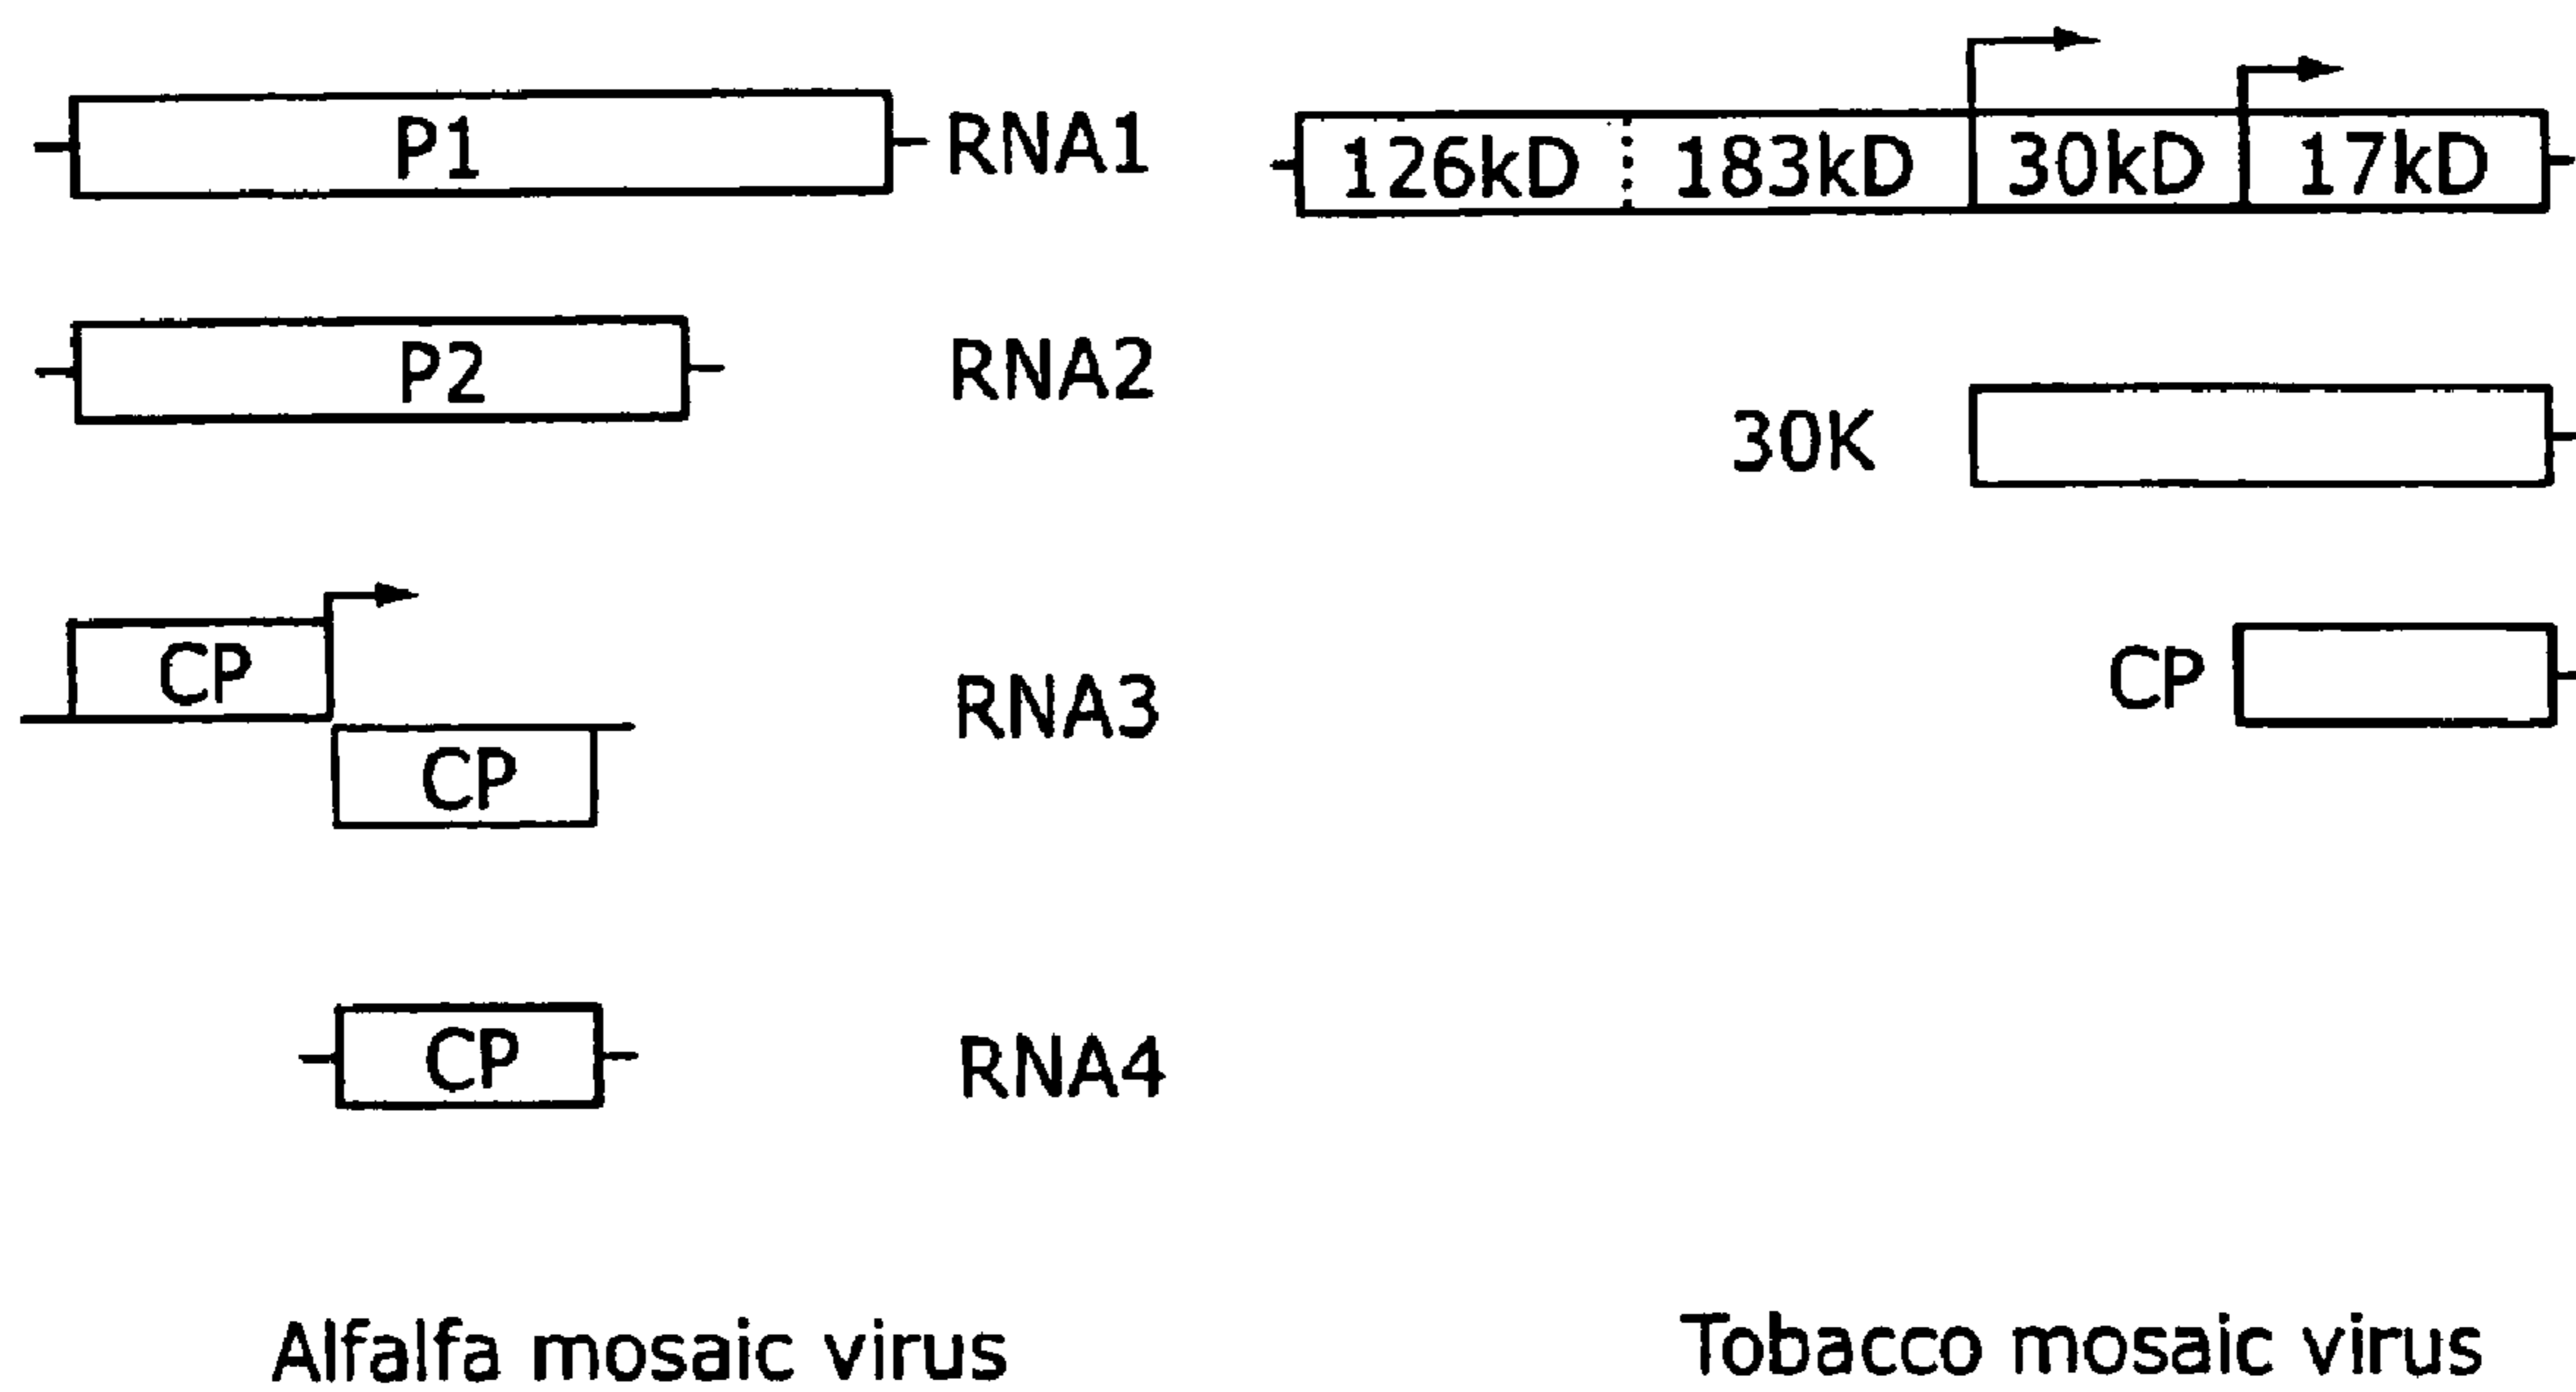 P1 RNA1
126kD 183kD 30kD 17kD
P2 RNA2
30K
CP RNA3
CP
CP
CP RNA4
Alfalfa mosaic virus
Tobacco mosaic virus